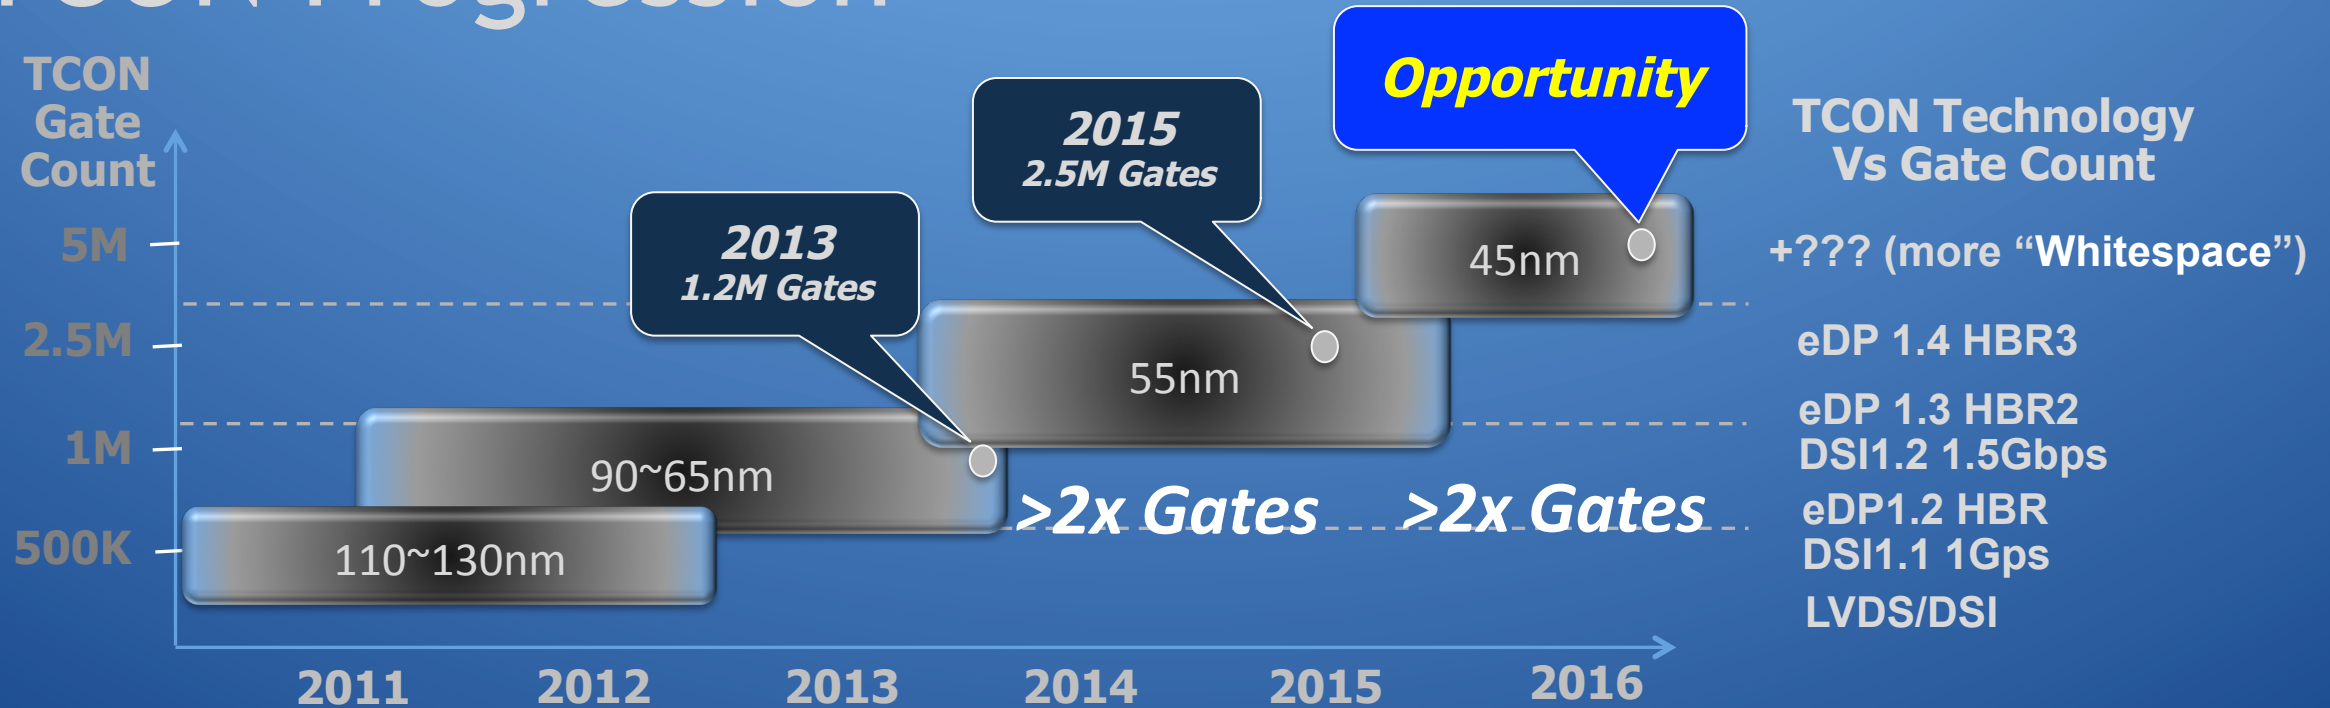 TCON Progression
TCON
Gate
Count
5M
2.5M
1M
500K
2013
1.2M Gates
2015
2.5M Gates
Opportunity
110~130nm
90~65nm
55nm
45nm
>2x Gates
>2x Gates
2011
2012
2013
2014
2015
2016
TCON Technology
Vs Gate Count
+??? (more “Whitespace”)
eDP 1.4 HBR3
eDP 1.3 HBR2
DSI1.2 1.5Gbps
eDP1.2 HBR
DSI1.1 1Gps
LVDS/DSI